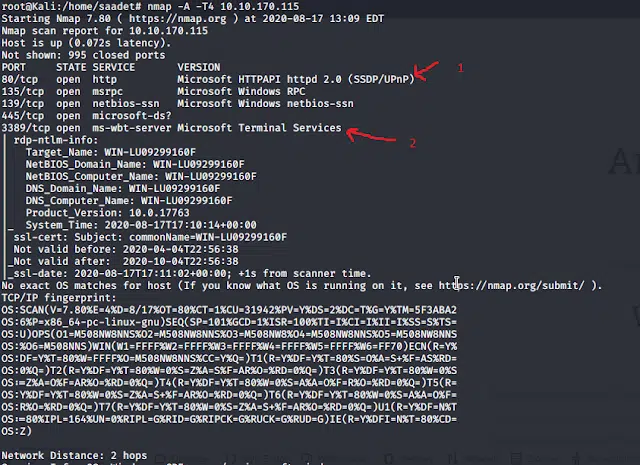 root@Kali:/home/saadet# nmap -A -T4 10.10.170.115
Starting Nmap 7.80 ( https://nmap.org ) at 2020-08-17 13:09 EDT
Nmap scan report for 10.10.170.115
Host is up (0.072s latency).
Not shown: 995 closed ports
PORT     STATE SERVICE       VERSION
80/tcp   open  http          Microsoft HTTPAPI httpd 2.0 (SSDP/UPnP)
1
135/tcp  open  msrpc         Microsoft Windows RPC
139/tcp  open  netbios-ssn   Microsoft Windows netbios-ssn
445/tcp  open  microsoft-ds?
3389/tcp open  ms-wbt-server Microsoft Terminal Services
2
| rdp-ntlm-info:
|   Target_Name: WIN-LU09299160F
|   NetBIOS_Domain_Name: WIN-LU09299160F
|   NetBIOS_Computer_Name: WIN-LU09299160F
|   DNS_Domain_Name: WIN-LU09299160F
|   DNS_Computer_Name: WIN-LU09299160F
|   Product_Version: 10.0.17763
|_  System_Time: 2020-08-17T17:10:14+00:00
| ssl-cert: Subject: commonName=WIN-LU09299160F
| Not valid before: 2020-04-04T22:56:38
|_Not valid after:  2020-10-04T22:56:38
|_ssl-date: 2020-08-17T17:11:02+00:00; +1s from scanner time.
No exact OS matches for host (If you know what OS is running on it, see https://nmap.org/submit/ ).
TCP/IP fingerprint:
OS:SCAN(V=7.80%E=4%D=8/17%OT=80%CT=1%CU=31942%PV=Y%DS=2%DC=T%G=Y%TM=5F3ABA2
OS:6%P=x86_64-pc-linux-gnu)SEQ(SP=101%GCD=1%ISR=100%TI=I%CI=I%II=I%SS=S%TS=
OS:U)OPS(O1=M508NW8NNS%O2=M508NW8NNS%O3=M508NW8%O4=M508NW8NNS%O5=M508NW8NNS
OS:%O6=M508NNS)WIN(W1=FFFF%W2=FFFF%W3=FFFF%W4=FFFF%W5=FFFF%W6=FF70)ECN(R=Y%
OS:DF=Y%T=80%W=FFFF%O=M508NW8NNS%CC=Y%Q=)T1(R=Y%DF=Y%T=80%S=O%A=S+%F=AS%RD=
OS:0%Q=)T2(R=Y%DF=Y%T=80%W=0%S=Z%A=S%F=AR%O=%RD=0%Q=)T3(R=Y%DF=Y%T=80%W=0%S
OS:=Z%A=O%F=AR%O=%RD=0%Q=)T4(R=Y%DF=Y%T=80%W=0%S=A%A=O%F=R%O=%RD=0%Q=)T5(R=
OS:Y%DF=Y%T=80%W=0%S=Z%A=S+%F=AR%O=%RD=0%Q=)T6(R=Y%DF=Y%T=80%W=0%S=A%A=O%F=
OS:R%O=%RD=0%Q=)T7(R=Y%DF=Y%T=80%W=0%S=Z%A=S+%F=AR%O=%RD=0%Q=)U1(R=Y%DF=N%T
OS:=80%IPL=164%UN=0%RIPL=G%RID=G%RIPCK=G%RUCK=G%RUD=G)IE(R=Y%DFI=N%T=80%CD=
OS:Z)
Network Distance: 2 hops